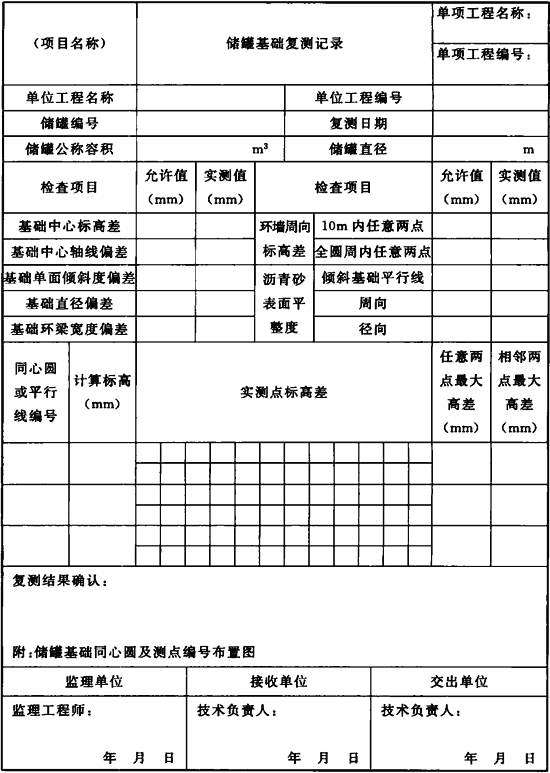 （项目名称）
储罐基础复测记录
单项工程名称：
单项工程编号：
单位工程名称
单位工程编号
储罐编号
复测日期
储罐公称容积
m³
储罐直径
m
检查项目
允许值
（mm）
实测值
（mm）
检查项目
允许值
（mm）
实测值
（mm）
基础中心标高差
环墙周向
标高差
10m内任意两点
基础中心轴线偏差
全圆周内任意两点
基础单面倾斜度偏差
沥青砂
表面平
整度
倾斜基础平行线
基础直径偏差
周向
基础环梁宽度偏差
径向
同心圆
或平行
线编号
计算标高
（mm）
实测点标高差
任意两
点最大
高差
（mm）
相邻两
点最大
高差
（mm）
复测结果确认：
附：储罐基础同心圆及测点编号布置图
监理单位
接收单位
交出单位
监理工程师：
技术负责人：
技术负责人：
年 月 日
年 月 日
年 月 日